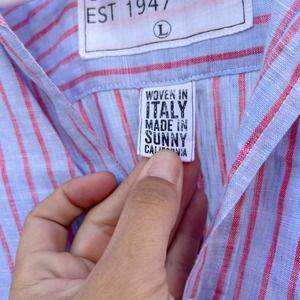 EST 1947
L
WOVEN IN
ITALY
MADE IN
SUNNY
CALIFORNIA